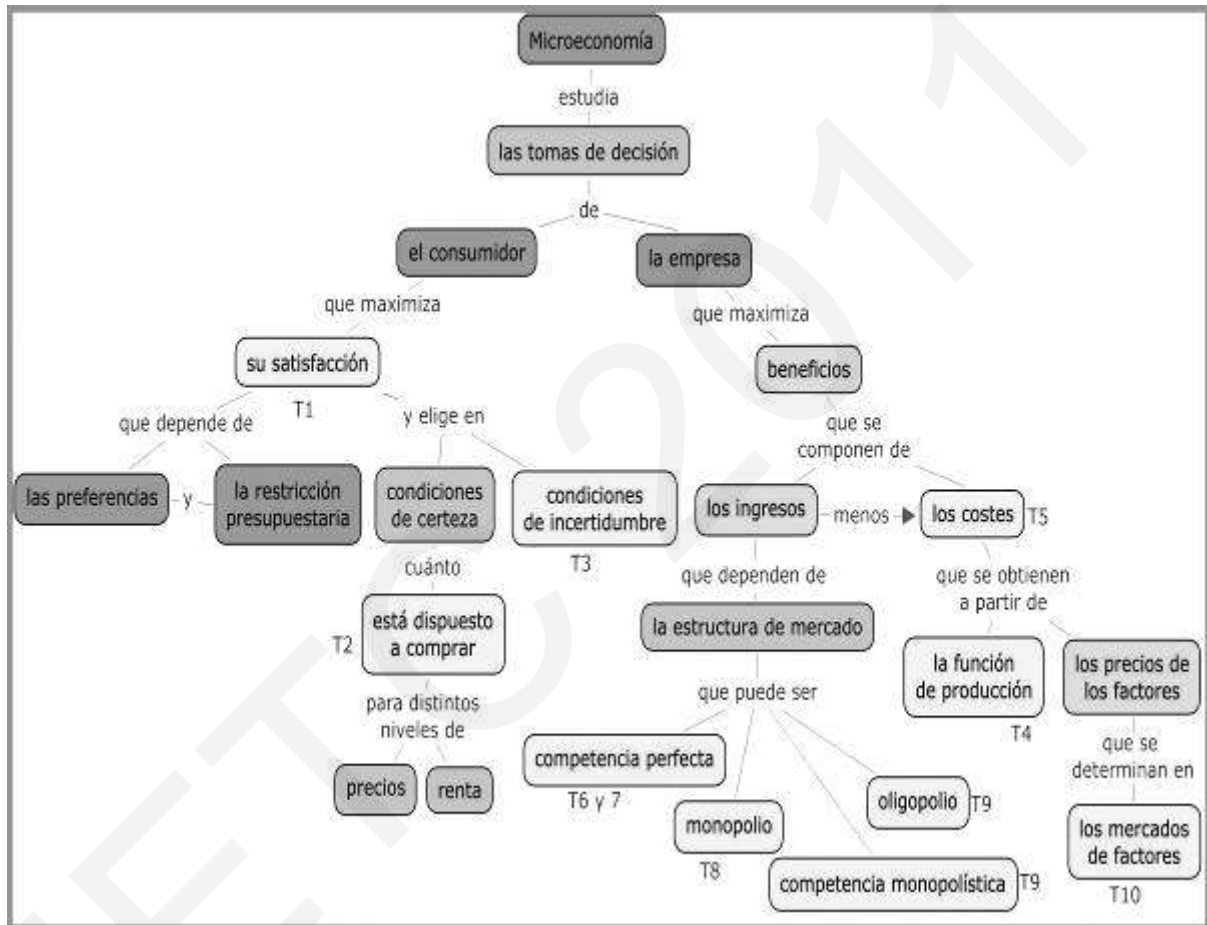 Microeconomía
estudia
las tomas de decisión
de
el consumidor
la empresa
que maximiza
que maximiza
su satisfacción
T1
beneficios
que depende de
y elige en
que se
componen de
las preferencias
y
la restricción
presupuestaria
condiciones
de certeza
condiciones
de incertidumbre
T3
los ingresos
menos
los costes
T5
cuánto
que dependen de
que se obtienen
a partir de
T2
está dispuesto
a comprar
la estructura de mercado
la función
de producción
T4
los precios de
los factores
para distintos
niveles de
que puede ser
que se
determinan en
precios
renta
competencia perfecta
T6 y 7
monopolio
T8
oligopolio
T9
competencia monopolística
T9
los mercados
de factores
T10
ETC 2011